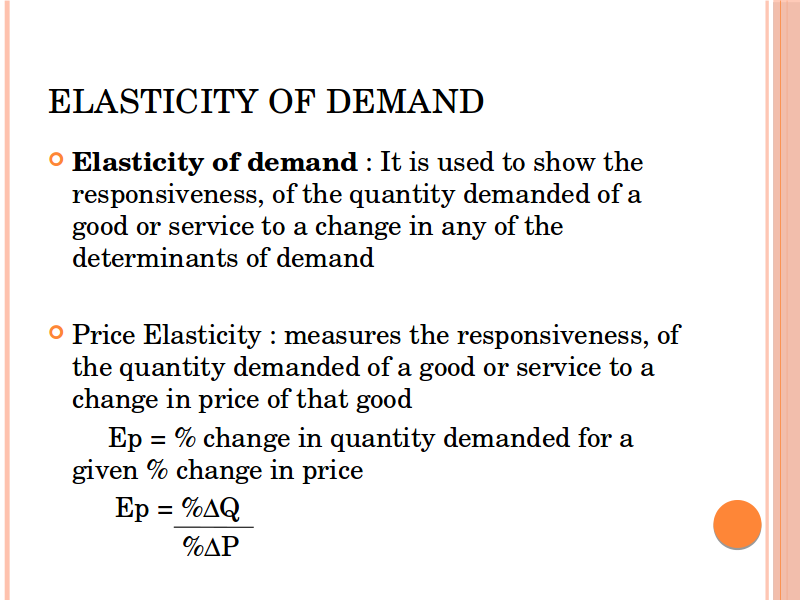 ELASTICITY OF DEMAND
Elasticity of demand : It is used to show the
responsiveness, of the quantity demanded of a
good or service to a change in any of the
determinants of demand
Price Elasticity : measures the responsiveness, of
the quantity demanded of a good or service to a
change in price of that good
Ep = % change in quantity demanded for a
given % change in price
Ep = %∆Q
%∆P